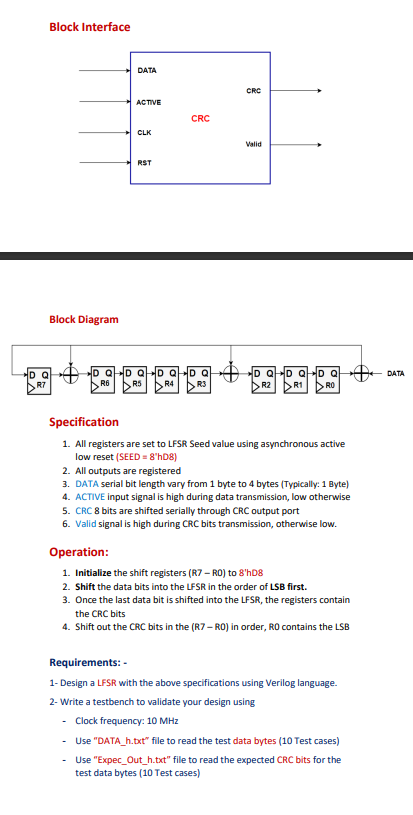 Block Interface
DATA
ACTIVE
CRC
CRC
CLK
Valid
RST
Block Diagram
D Q R7
D Q R6
D Q R5
D Q R4
D Q R3
D Q R2
D Q R1
D Q R0
DATA
Specification
1. All registers are set to LFSR Seed value using asynchronous active
low reset (SEED = 8'hD8)
2. All outputs are registered
3. DATA serial bit length vary from 1 byte to 4 bytes (Typically: 1 Byte)
4. ACTIVE input signal is high during data transmission, low otherwise
5. CRC 8 bits are shifted serially through CRC output port
6. Valid signal is high during CRC bits transmission, otherwise low.
Operation:
1. Initialize the shift registers (R7 – R0) to 8'hD8
2. Shift the data bits into the LFSR in the order of LSB first.
3. Once the last data bit is shifted into the LFSR, the registers contain
the CRC bits
4. Shift out the CRC bits in the (R7 – R0) in order, R0 contains the LSB
Requirements: -
1- Design a LFSR with the above specifications using Verilog language.
2- Write a testbench to validate your design using
- Clock frequency: 10 MHz
- Use "DATA_h.txt" file to read the test data bytes (10 Test cases)
- Use "Expec_Out_h.txt" file to read the expected CRC bits for the
test data bytes (10 Test cases)